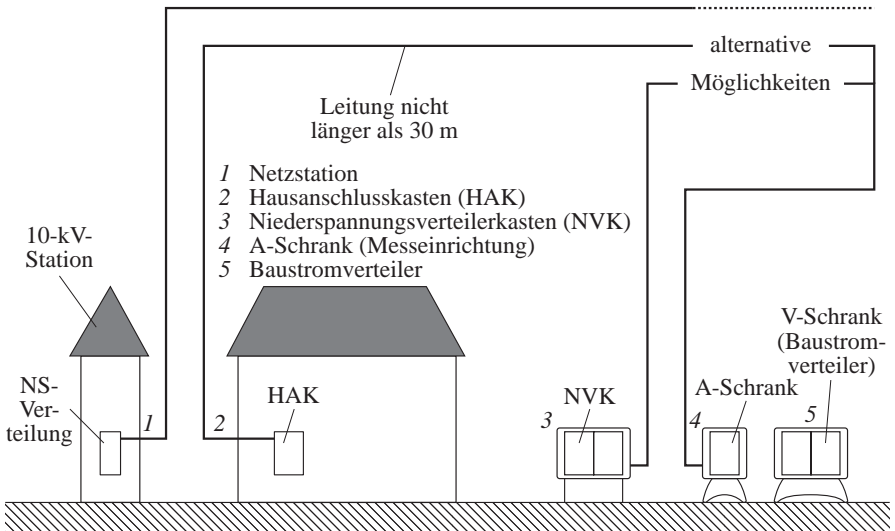 alternative
Möglichkeiten
Leitung nicht
länger als 30 m
1 Netzstation
2 Hausanschlusskasten (HAK)
3 Niederspannungsverteilerkasten (NVK)
4 A-Schrank (Messeinrichtung)
5 Baustromverteiler
10-kV-
Station
V-Schrank
(Baustrom-
verteiler)
NS-
Ver-
teilung
1
2
HAK
3
NVK
4
A-Schrank
5